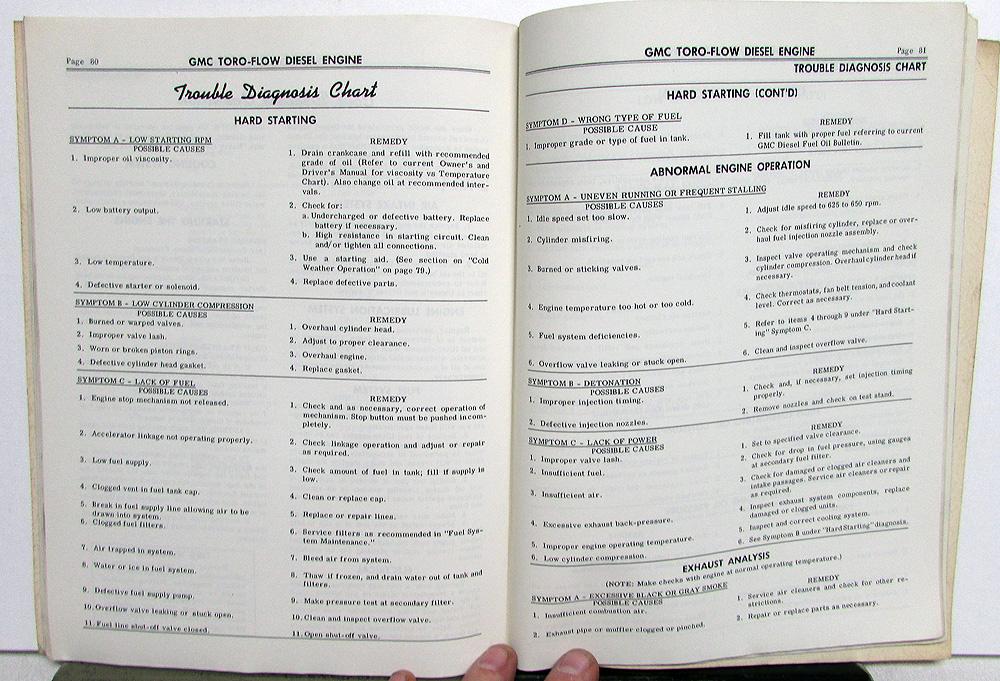 Page 80
GMC TORO-FLOW DIESEL ENGINE
Trouble Diagnosis Chart
HARD STARTING
SYMPTOM A - LOW STARTING RPM
POSSIBLE CAUSES
REMEDY
1. Improper oil viscosity.
1. Drain crankcase and refill with recommended
grade of oil (Refer to current Owner's and
Driver's Manual for viscosity vs Temperature
Chart). Also change oil at recommended inter-
vals.
2. Low battery output.
2. Check for:
a. Undercharged or defective battery. Replace
battery if necessary.
b. High resistance in starting circuit. Clean
and/or tighten all connections.
3. Low temperature.
3. Use a starting aid. (See section on "Cold
Weather Operation" on page 79.)
4. Defective starter or solenoid.
4. Replace defective parts.
SYMPTOM B - LOW CYLINDER COMPRESSION
POSSIBLE CAUSES
REMEDY
1. Burned or warped valves.
1. Overhaul cylinder head.
2. Improper valve lash.
2. Adjust to proper clearance.
3. Worn or broken piston rings.
3. Overhaul engine.
4. Defective cylinder head gasket.
4. Replace gasket.
SYMPTOM C - LACK OF FUEL
POSSIBLE CAUSES
REMEDY
1. Engine stop mechanism not released.
1. Check and as necessary, correct operation of
mechanism. Stop button must be pushed in com-
pletely.
2. Accelerator linkage not operating properly.
2. Check linkage operation and adjust or repair
as required.
3. Low fuel supply.
3. Check amount of fuel in tank; fill if supply is
low.
4. Clogged vent in fuel tank cap.
4. Clean or replace cap.
5. Break in fuel supply line allowing air to be
drawn into system.
5. Replace or repair lines.
6. Clogged fuel filters.
6. Service filters as recommended in "Fuel Sys-
tem Maintenance."
7. Air trapped in system.
7. Bleed air from system.
8. Water or ice in fuel system.
8. Thaw if frozen, and drain water out of tank and
filters.
9. Defective fuel supply pump.
9. Make pressure test at secondary filter.
10. Overflow valve leaking or stuck open.
10. Clean and inspect overflow valve.
11. Fuel line shut-off valve closed.
11. Open shut-off valve.
GMC TORO-FLOW DIESEL ENGINE
Page 81
TROUBLE DIAGNOSIS CHART
HARD STARTING (CONT'D)
SYMPTOM D - WRONG TYPE OF FUEL
POSSIBLE CAUSE
REMEDY
1. Improper grade or type of fuel in tank.
1. Fill tank with proper fuel referring to current
GMC Diesel Fuel Oil Bulletin.
ABNORMAL ENGINE OPERATION
SYMPTOM A - UNEVEN RUNNING OR FREQUENT STALLING
POSSIBLE CAUSES
REMEDY
1. Idle speed set too slow.
1. Adjust idle speed to 625 to 650 rpm.
2. Cylinder misfiring.
2. Check for misfiring cylinder, replace or over-
haul fuel injection nozzle assembly.
3. Burned or sticking valves.
3. Inspect valve operating mechanism and check
cylinder compression. Overhaul cylinder head if
necessary.
4. Engine temperature too hot or too cold.
4. Check thermostats, fan belt tension, and coolant
level. Correct as necessary.
5. Fuel system deficiencies.
5. Refer to items 4 through 9 under "Hard Start-
ing" Symptom C.
6. Overflow valve leaking or stuck open.
6. Clean and inspect overflow valve.
SYMPTOM B - DETONATION
POSSIBLE CAUSES
REMEDY
1. Improper injection timing.
1. Check and, if necessary, set injection timing
properly.
2. Defective injection nozzles.
2. Remove nozzles and check on test stand.
SYMPTOM C - LACK OF POWER
POSSIBLE CAUSES
REMEDY
1. Improper valve lash.
1. Set to specified valve clearance.
2. Insufficient fuel.
2. Check for drop in fuel pressure, using gauges
at secondary fuel filter.
3. Insufficient air.
3. Check for damaged or clogged air cleaners and
intake passages. Service air cleaners or repair
as required.
4. Excessive exhaust back-pressure.
4. Inspect exhaust system components, replace
damaged or clogged units.
5. Improper engine operating temperature.
5. Inspect and correct cooling system.
6. Low cylinder compression.
6. See Symptom B under "Hard Starting" diagnosis.
EXHAUST ANALYSIS
(NOTE: Make checks with engine at normal operating temperature.)
SYMPTOM A - EXCESSIVE BLACK OR GRAY SMOKE
POSSIBLE CAUSES
REMEDY
1. Insufficient combustion air.
1. Service air cleaners and check for other re-
strictions.
2. Exhaust pipe or muffler clogged or pinched.
2. Repair or replace parts as necessary.